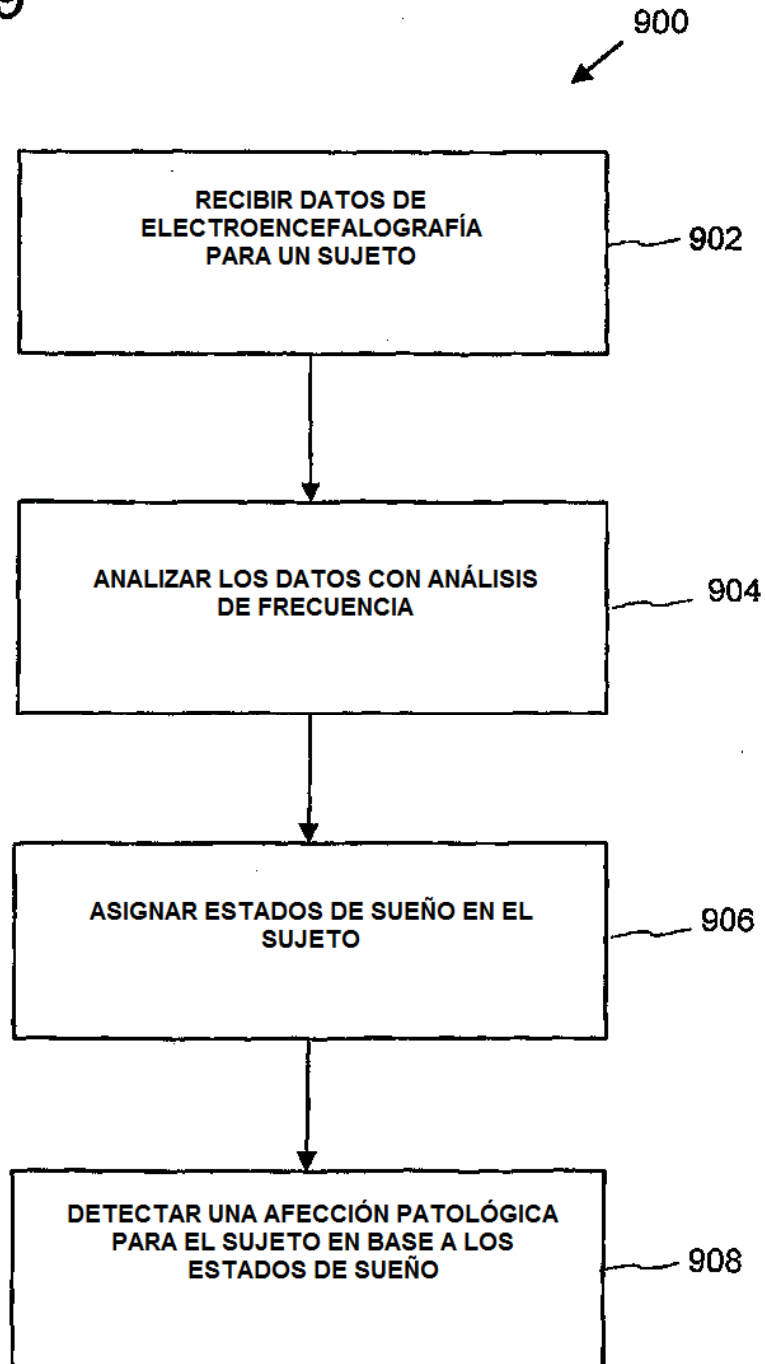 9
900
RECIBIR DATOS DE
ELECTROENCEFALOGRAFÍA
PARA UN SUJETO
902
ANALIZAR LOS DATOS CON ANÁLISIS
DE FRECUENCIA
904
ASIGNAR ESTADOS DE SUEÑO EN EL
SUJETO
906
DETECTAR UNA AFECCIÓN PATOLÓGICA
PARA EL SUJETO EN BASE A LOS
ESTADOS DE SUEÑO
908